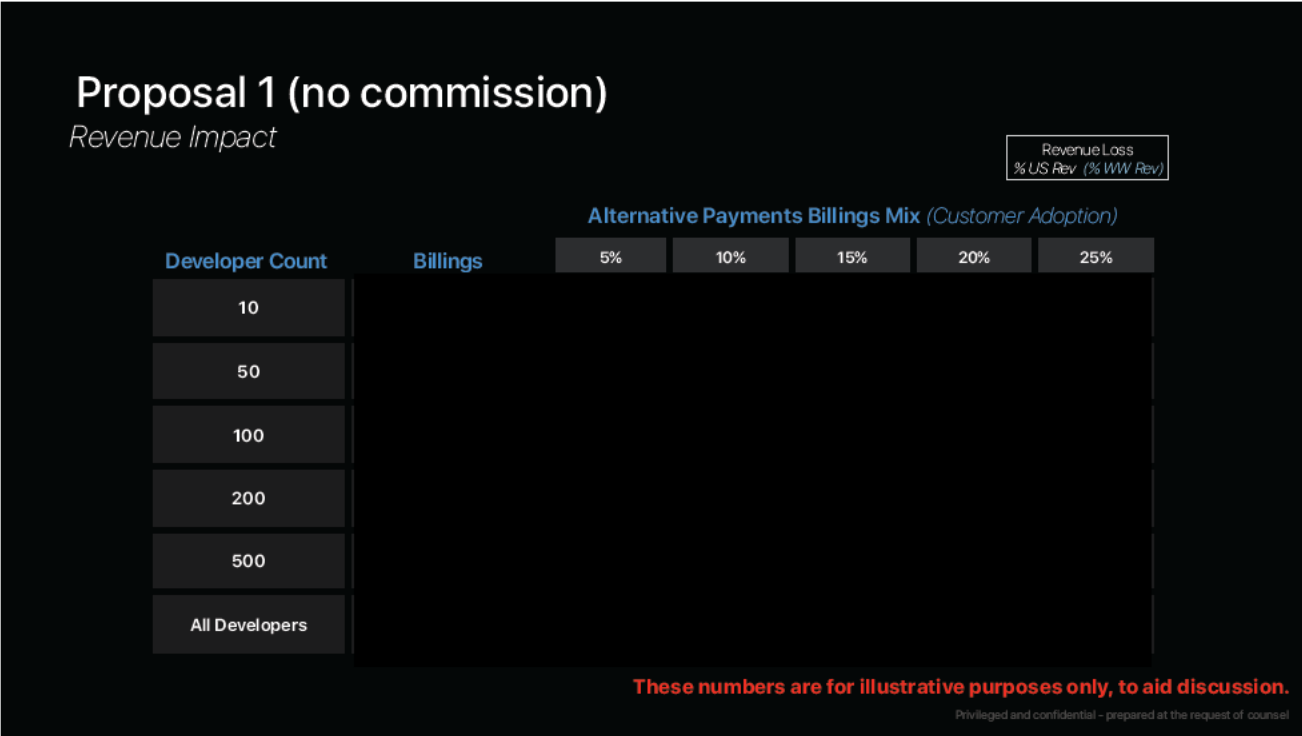 Proposal 1 (no commission)
Revenue Impact
Revenue Loss
% US Rev (% WW Rev)
Alternative Payments Billings Mix (Customer Adoption)
Developer Count Billings 5% 10% 15% 20% 25%
10
50
100
200
500
All Developers
These numbers are for illustrative purposes only, to aid discussion.
Privileged and confidential - prepared at the request of counsel